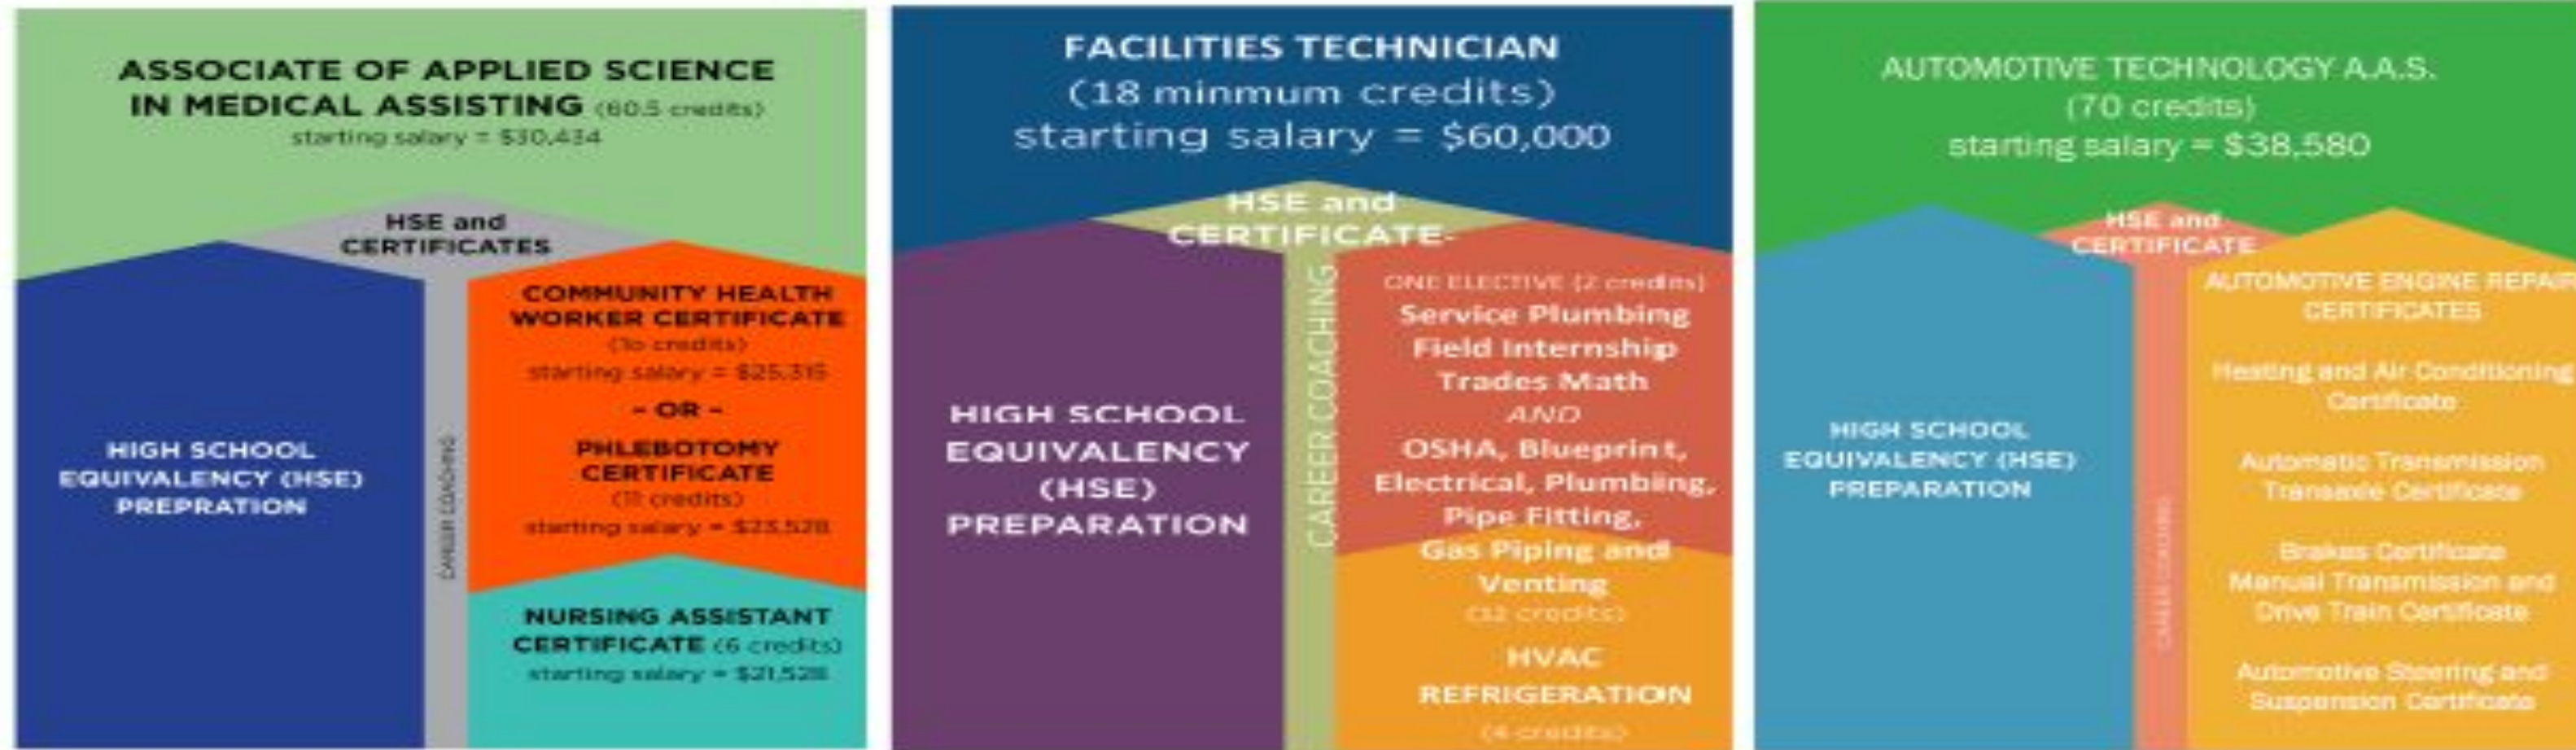 ASSOCIATE OF APPLIED SCIENCE
IN MEDICAL ASSISTING (60.5 credits)
starting salary = $30,434
HSE and
CERTIFICATES
HIGH SCHOOL
EQUIVALENCY (HSE)
PREPRATION
CAREER COACHING
COMMUNITY HEALTH
WORKER CERTIFICATE
(1o credits)
starting salary = $25,315
- OR -
PHLEBOTOMY
CERTIFICATE
(11 credits)
starting salary = $23,528
NURSING ASSISTANT
CERTIFICATE (6 credits)
starting salary = $21,528
FACILITIES TECHNICIAN
(18 minmum credits)
starting salary = $60,000
HSE and
CERTIFICATE-
HIGH SCHOOL
EQUIVALENCY
(HSE)
PREPARATION
CAREER COACHING
ONE ELECTIVE (2 credits)
Service Plumbing
Field Internship
Trades Math
AND
OSHA, Blueprint,
Electrical, Plumbiing,
Pipe Fitting,
Gas Piping and
Venting
(12 credits)
HVAC
REFRIGERATION
(4 credits)
AUTOMOTIVE TECHNOLOGY A.A.S.
(70 credits)
starting salary = $38,580
HSE and
CERTIFICATE
HIGH SCHOOL
EQUIVALENCY (HSE)
PREPARATION
CAREER COACHING
AUTOMOTIVE ENGINE REPAIR
CERTIFICATES
Heating and Air Conditioning
Certificate
Automatic Transmission
Transaxle Certificate
Brakes Certificate
Manual Transmission and
Drive Train Certificate
Automotive Steering and
Suspension Certificate